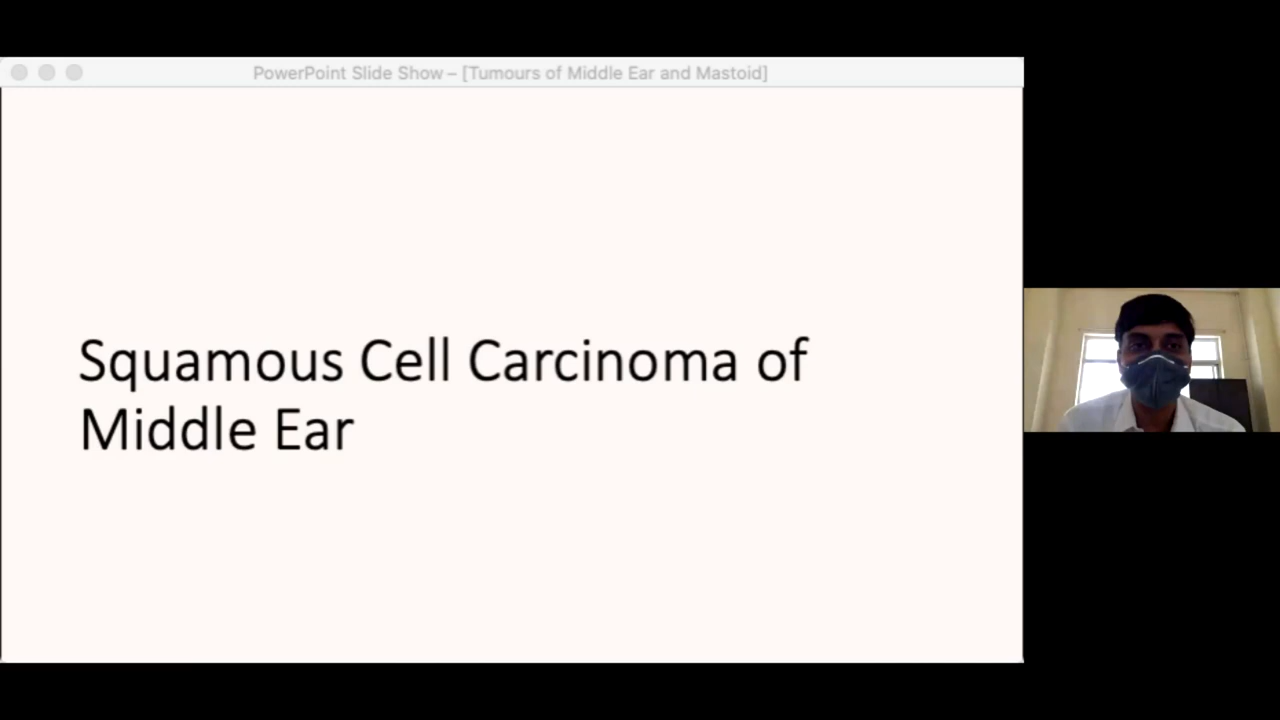 PowerPoint Slide Show – [Tumours of Middle Ear and Mastoid]
Squamous Cell Carcinoma of
Middle Ear